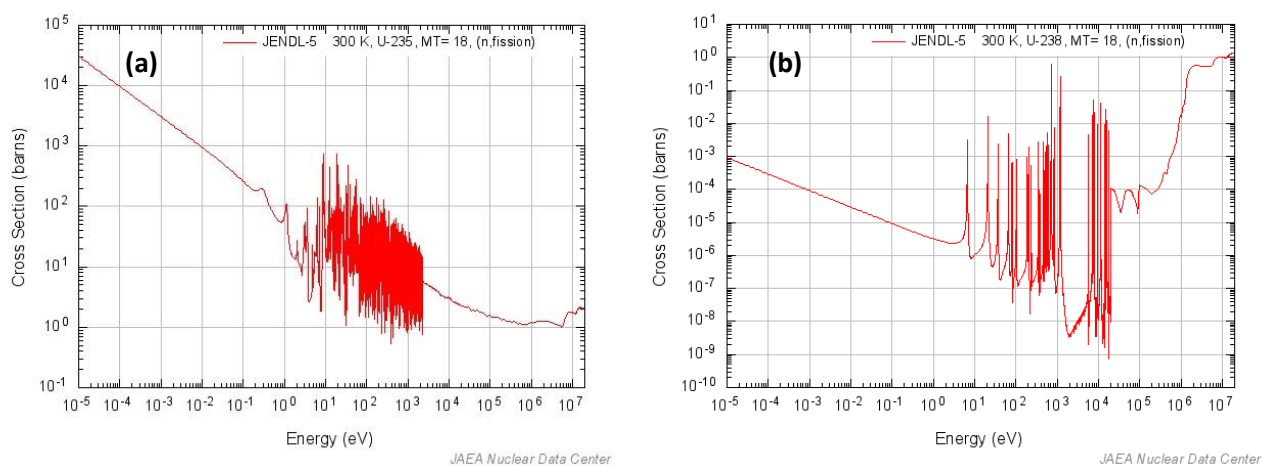 JENDL-5 300 K, U-235, MT= 18, (n,fission)
(a)
Cross Section (barns)
10^5
10^4
10^3
10^2
10^1
10^0
10^-1
10^-5 10^-4 10^-3 10^-2 10^-1 10^0 10^1 10^2 10^3 10^4 10^5 10^6 10^7
Energy (eV)
JAEA Nuclear Data Center
JENDL-5 300 K, U-238, MT= 18, (n,fission)
(b)
Cross Section (barns)
10^1
10^0
10^-1
10^-2
10^-3
10^-4
10^-5
10^-6
10^-7
10^-8
10^-9
10^-10
10^-5 10^-4 10^-3 10^-2 10^-1 10^0 10^1 10^2 10^3 10^4 10^5 10^6 10^7
Energy (eV)
JAEA Nuclear Data Center